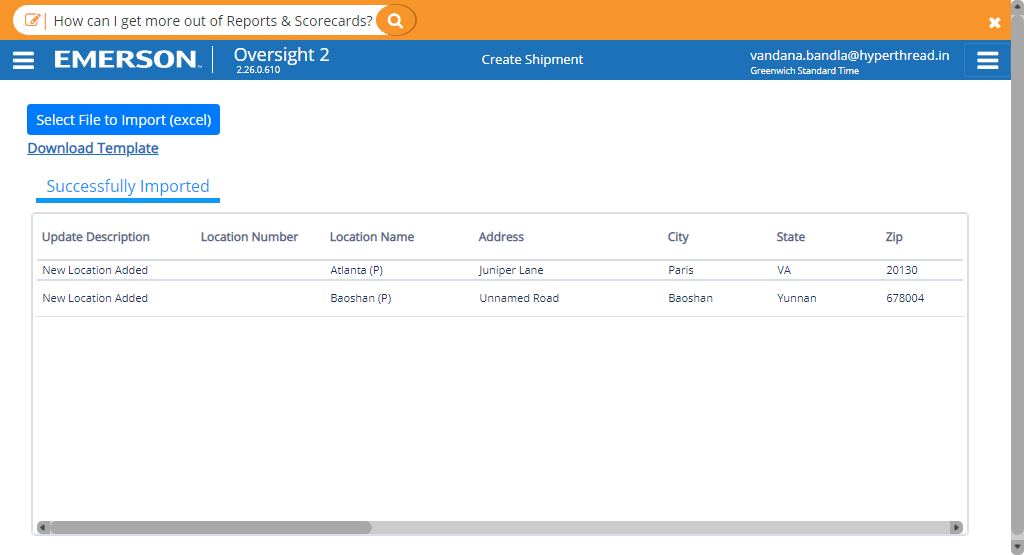 How can I get more out of Reports & Scorecards?
EMERSON™ Oversight 2 Create Shipment vandana.bandla@hyperthread.in
2.26.0.610 Greenwich Standard Time
Select File to Import (excel)
Download Template
Successfully Imported
Update Description Location Number Location Name Address City State Zip
New Location Added Atlanta (P) Juniper Lane Paris VA 20130
New Location Added Baoshan (P) Unnamed Road Baoshan Yunnan 678004